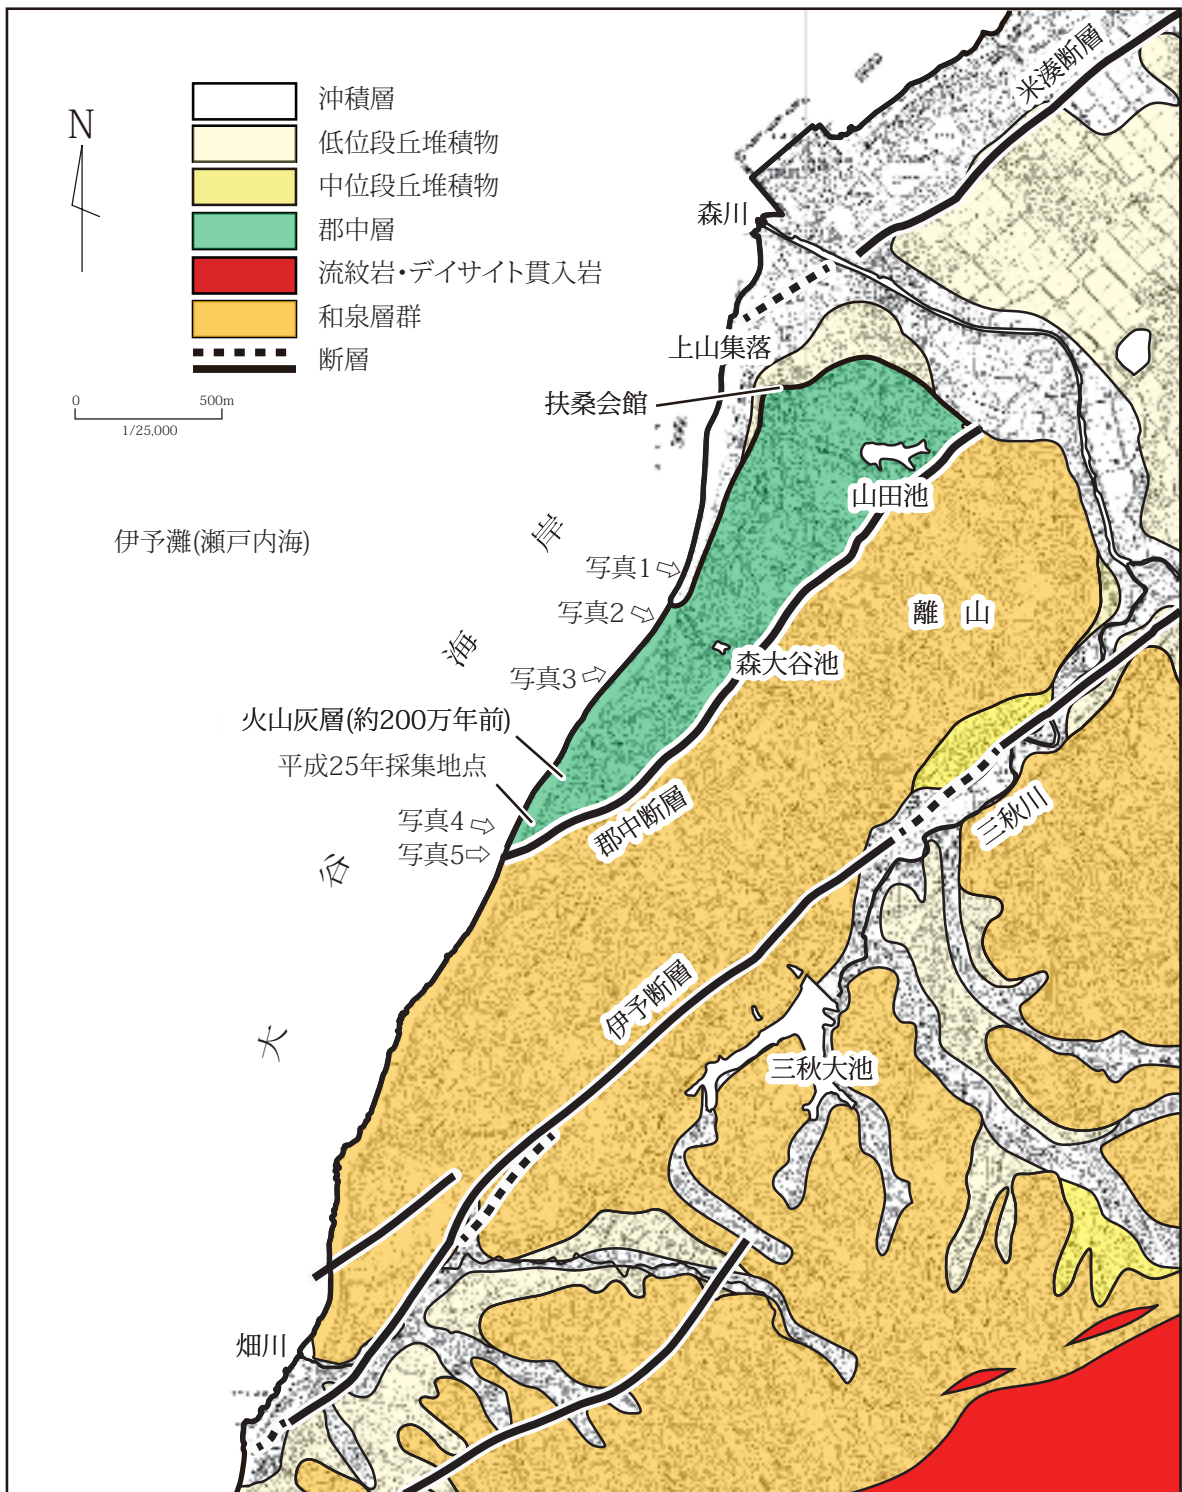 N
沖積層
低位段丘堆積物
中位段丘堆積物
郡中層
流紋岩・デイサイト貫入岩
和泉層群
断層
0 500m
1/25,000
米湊断層
森川
上山集落
扶桑会館
山田池
伊予灘(瀬戸内海)
写真1
写真2
離 山
森大谷池
写真3
火山灰層(約200万年前)
平成25年採集地点
写真4
写真5
郡中断層
三秋川
大谷海岸
伊予断層
三秋大池
畑川